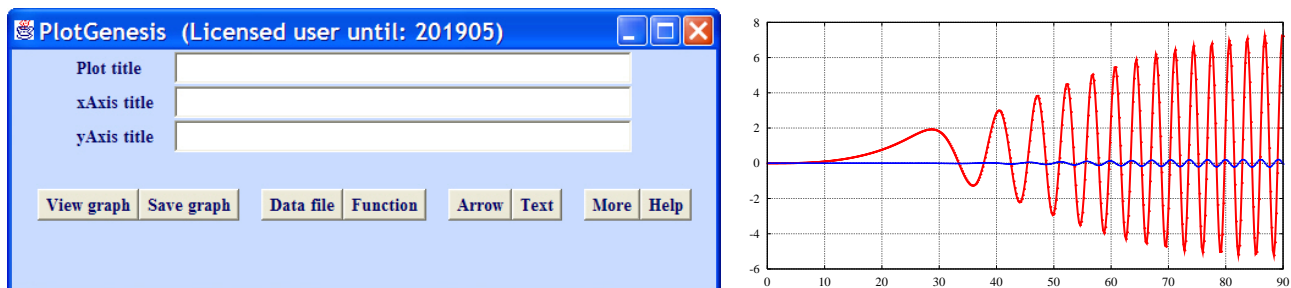 PlotGenesis (Licensed user until: 201905)
Plot title
xAxis title
yAxis title
View graph Save graph Data file Function Arrow Text More Help
8
6
4
2
0
-2
-4
-6
0 10 20 30 40 50 60 70 80 90